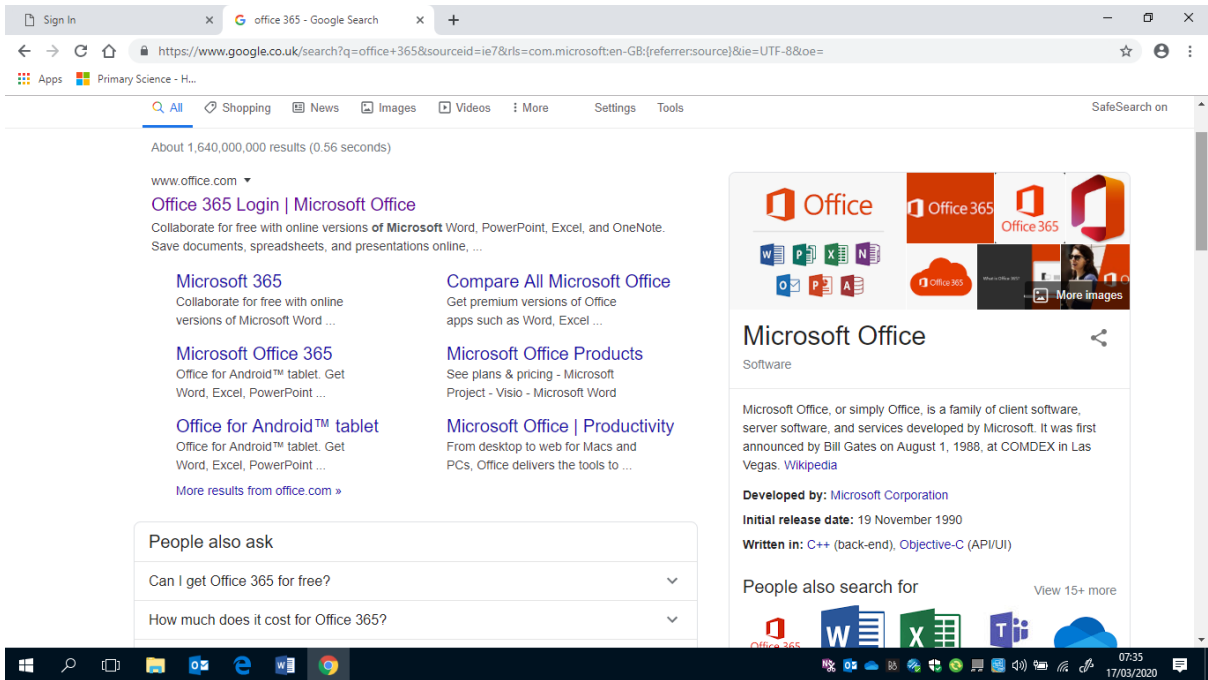 Sign In
office 365 - Google Search
https://www.google.co.uk/search?q=office+365&sourceid=ie7&rls=com.microsoft:en-GB:{referrer:source}&ie=UTF-8&oe=
Apps Primary Science - H...
All Shopping News Images Videos More Settings Tools SafeSearch on
About 1,640,000,000 results (0.56 seconds)
www.office.com
Office 365 Login | Microsoft Office
Collaborate for free with online versions of Microsoft Word, PowerPoint, Excel, and OneNote.
Save documents, spreadsheets, and presentations online, ...
Microsoft 365
Collaborate for free with online
versions of Microsoft Word ...
Compare All Microsoft Office
Get premium versions of Office
apps such as Word, Excel ...
Microsoft Office 365
Office for Android™ tablet. Get
Word, Excel, PowerPoint ...
Microsoft Office Products
See plans & pricing - Microsoft
Project - Visio - Microsoft Word
Office for Android™ tablet
Office for Android™ tablet. Get
Word, Excel, PowerPoint ...
Microsoft Office | Productivity
From desktop to web for Macs and
PCs, Office delivers the tools to ...
More results from office.com »
People also ask
Can I get Office 365 for free?
How much does it cost for Office 365?
Office
Office 365
Office 365
Office 365
More images
Microsoft Office
Software
Microsoft Office, or simply Office, is a family of client software,
server software, and services developed by Microsoft. It was first
announced by Bill Gates on August 1, 1988, at COMDEX in Las
Vegas. Wikipedia
Developed by: Microsoft Corporation
Initial release date: 19 November 1990
Written in: C++ (back-end), Objective-C (API/UI)
People also search for
View 15+ more
Office 365
07:35
17/03/2020